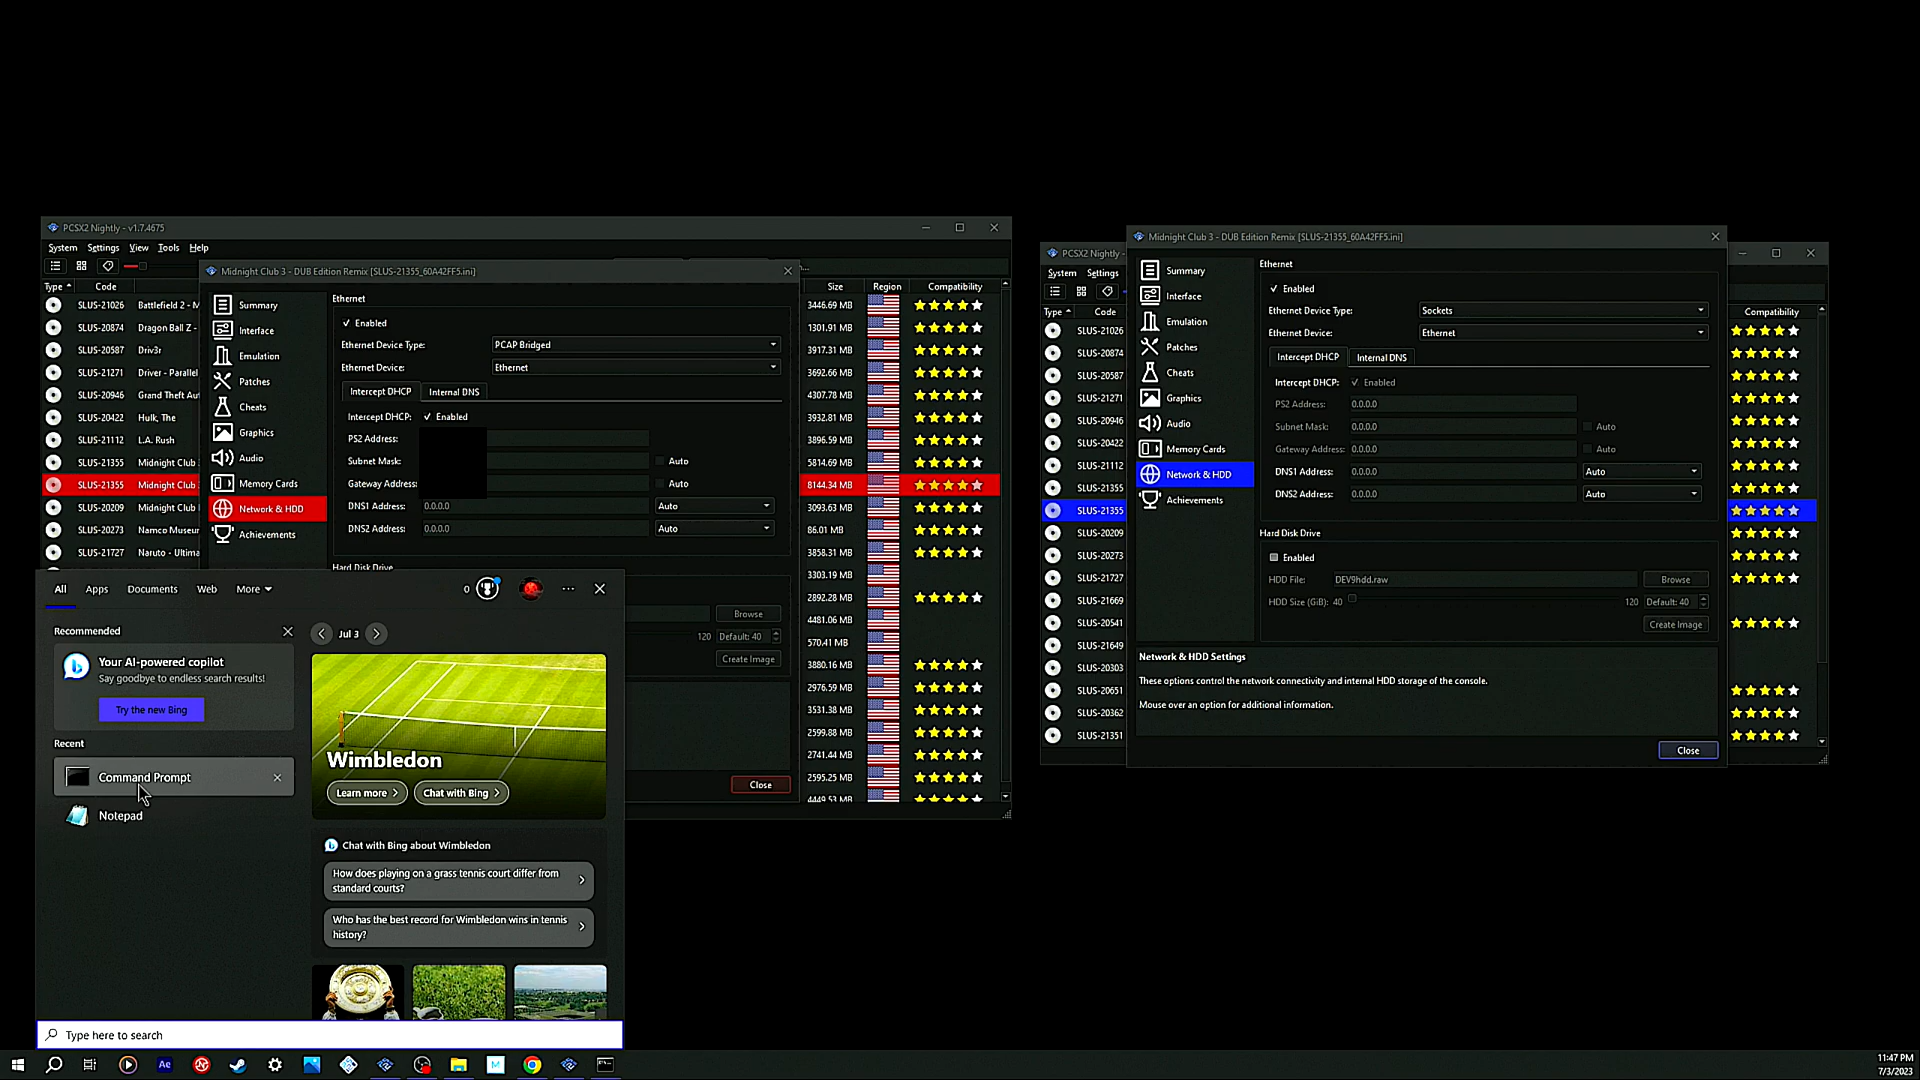 PCSX2 Nightly - v1.7.4675
System Settings View Tools Help
Type Code Size Region Compatibility
Midnight Club 3 - DUB Edition Remix [SLUS-21355_60A42FF5.ini]
SLUS-21026 Battlefield 2 - M 3446.69 MB
SLUS-20874 Dragon Ball Z - 1301.91 MB
SLUS-20587 Driv3r 3917.31 MB
SLUS-21271 Driver - Parallel 3692.66 MB
SLUS-20946 Grand Theft Au 4307.78 MB
SLUS-20422 Hulk, The 3932.81 MB
SLUS-21112 L.A. Rush 3896.59 MB
SLUS-21355 Midnight Club 5814.69 MB
SLUS-21355 Midnight Club 8144.34 MB
SLUS-20209 Midnight Club 3093.63 MB
SLUS-20273 Namco Museum 86.01 MB
SLUS-21727 Naruto - Ultima 3858.31 MB
3303.19 MB
2892.28 MB
4481.06 MB
570.41 MB
3880.16 MB
2976.59 MB
3531.38 MB
2599.88 MB
2741.44 MB
2595.25 MB
4449.53 MB
Summary
Interface
Emulation
Patches
Cheats
Graphics
Audio
Memory Cards
Network & HDD
Achievements
Ethernet
Enabled
Ethernet Device Type: PCAP Bridged
Ethernet Device: Ethernet
Intercept DHCP Internal DNS
Intercept DHCP: Enabled
PS2 Address:
Subnet Mask: Auto
Gateway Address: Auto
DNS1 Address: 0.0.0.0 Auto
DNS2 Address: 0.0.0.0 Auto
Hard Disk Drive
Browse
120 Default: 40
Create Image
Close
All Apps Documents Web More 0 ...
Recommended
Your AI-powered copilot
Say goodbye to endless search results!
Try the new Bing
Recent
Command Prompt
Notepad
Jul 3
Wimbledon
Learn more > Chat with Bing >
Chat with Bing about Wimbledon
How does playing on a grass tennis court differ from
standard courts?
Who has the best record for Wimbledon wins in tennis
history?
Type here to search
PCSX2 Nightly
System Settings
Type Code Compatibility
SLUS-21026
SLUS-20874
SLUS-20587
SLUS-21271
SLUS-20946
SLUS-20422
SLUS-21112
SLUS-21355
SLUS-21355
SLUS-20209
SLUS-20273
SLUS-21727
SLUS-21669
SLUS-20541
SLUS-21649
SLUS-20303
SLUS-20651
SLUS-20362
SLUS-21351
Midnight Club 3 - DUB Edition Remix [SLUS-21355_60A42FF5.ini]
Summary
Interface
Emulation
Patches
Cheats
Graphics
Audio
Memory Cards
Network & HDD
Achievements
Ethernet
Enabled
Ethernet Device Type: Sockets
Ethernet Device: Ethernet
Intercept DHCP Internal DNS
Intercept DHCP: Enabled
PS2 Address: 0.0.0.0
Subnet Mask: 0.0.0.0 Auto
Gateway Address: 0.0.0.0 Auto
DNS1 Address: 0.0.0.0 Auto
DNS2 Address: 0.0.0.0 Auto
Hard Disk Drive
Enabled
HDD File: DEV9hdd.raw Browse
HDD Size (GiB): 40 120 Default: 40
Create Image
Network & HDD Settings
These options control the network connectivity and internal HDD storage of the console.
Mouse over an option for additional information.
Close
Ae
M
11:47 PM
7/3/2023